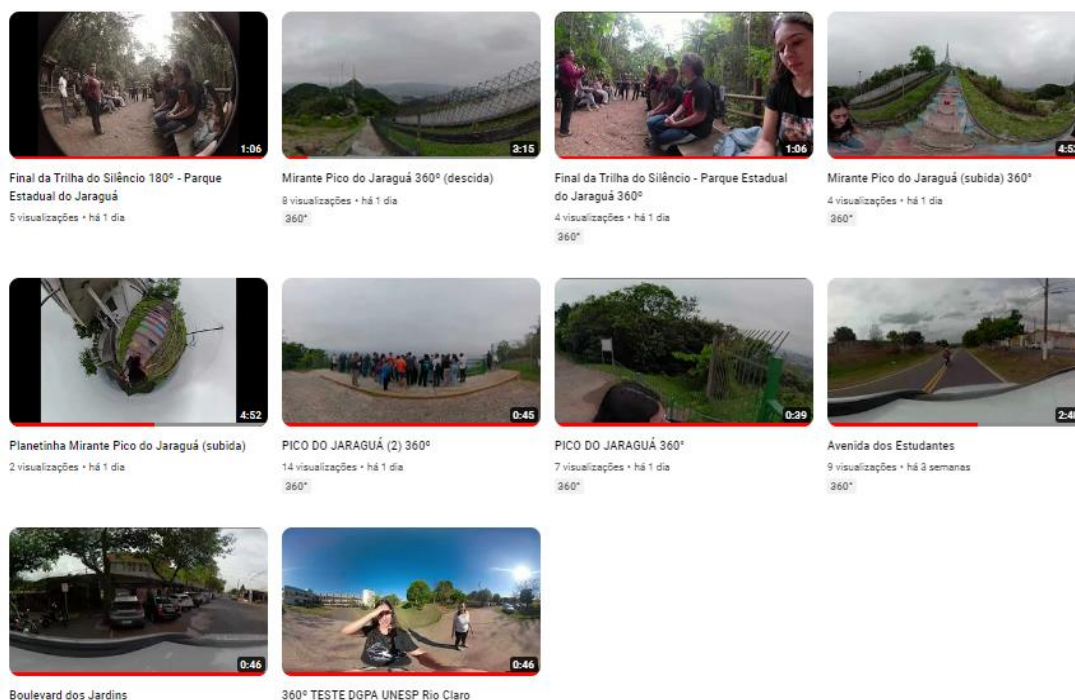 1:06
3:15
1:06
Final da Trilha do Silêncio 180º - Parque
Estadual do Jaraguá
5 visualizações • há 1 dia
Mirante Pico do Jaraguá 360º (descida)
8 visualizações • há 1 dia
360°
Final da Trilha do Silêncio - Parque Estadual
do Jaraguá 360º
4 visualizações • há 1 dia
360°
Mirante Pico do Jaraguá (subida) 360°
4 visualizações • há 1 dia
360°
4:52
0:45
0:39
Planetinha Mirante Pico do Jaraguá (subida)
2 visualizações • há 1 dia
PICO DO JARAGUÁ (2) 360º
14 visualizações • há 1 dia
360°
PICO DO JARAGUÁ 360°
7 visualizações • há 1 dia
360°
Avenida dos Estudantes
9 visualizações • há 3 semanas
360°
0:46
0:46
Boulevard dos Jardins
360º TESTE DGPA UNESP Rio Claro